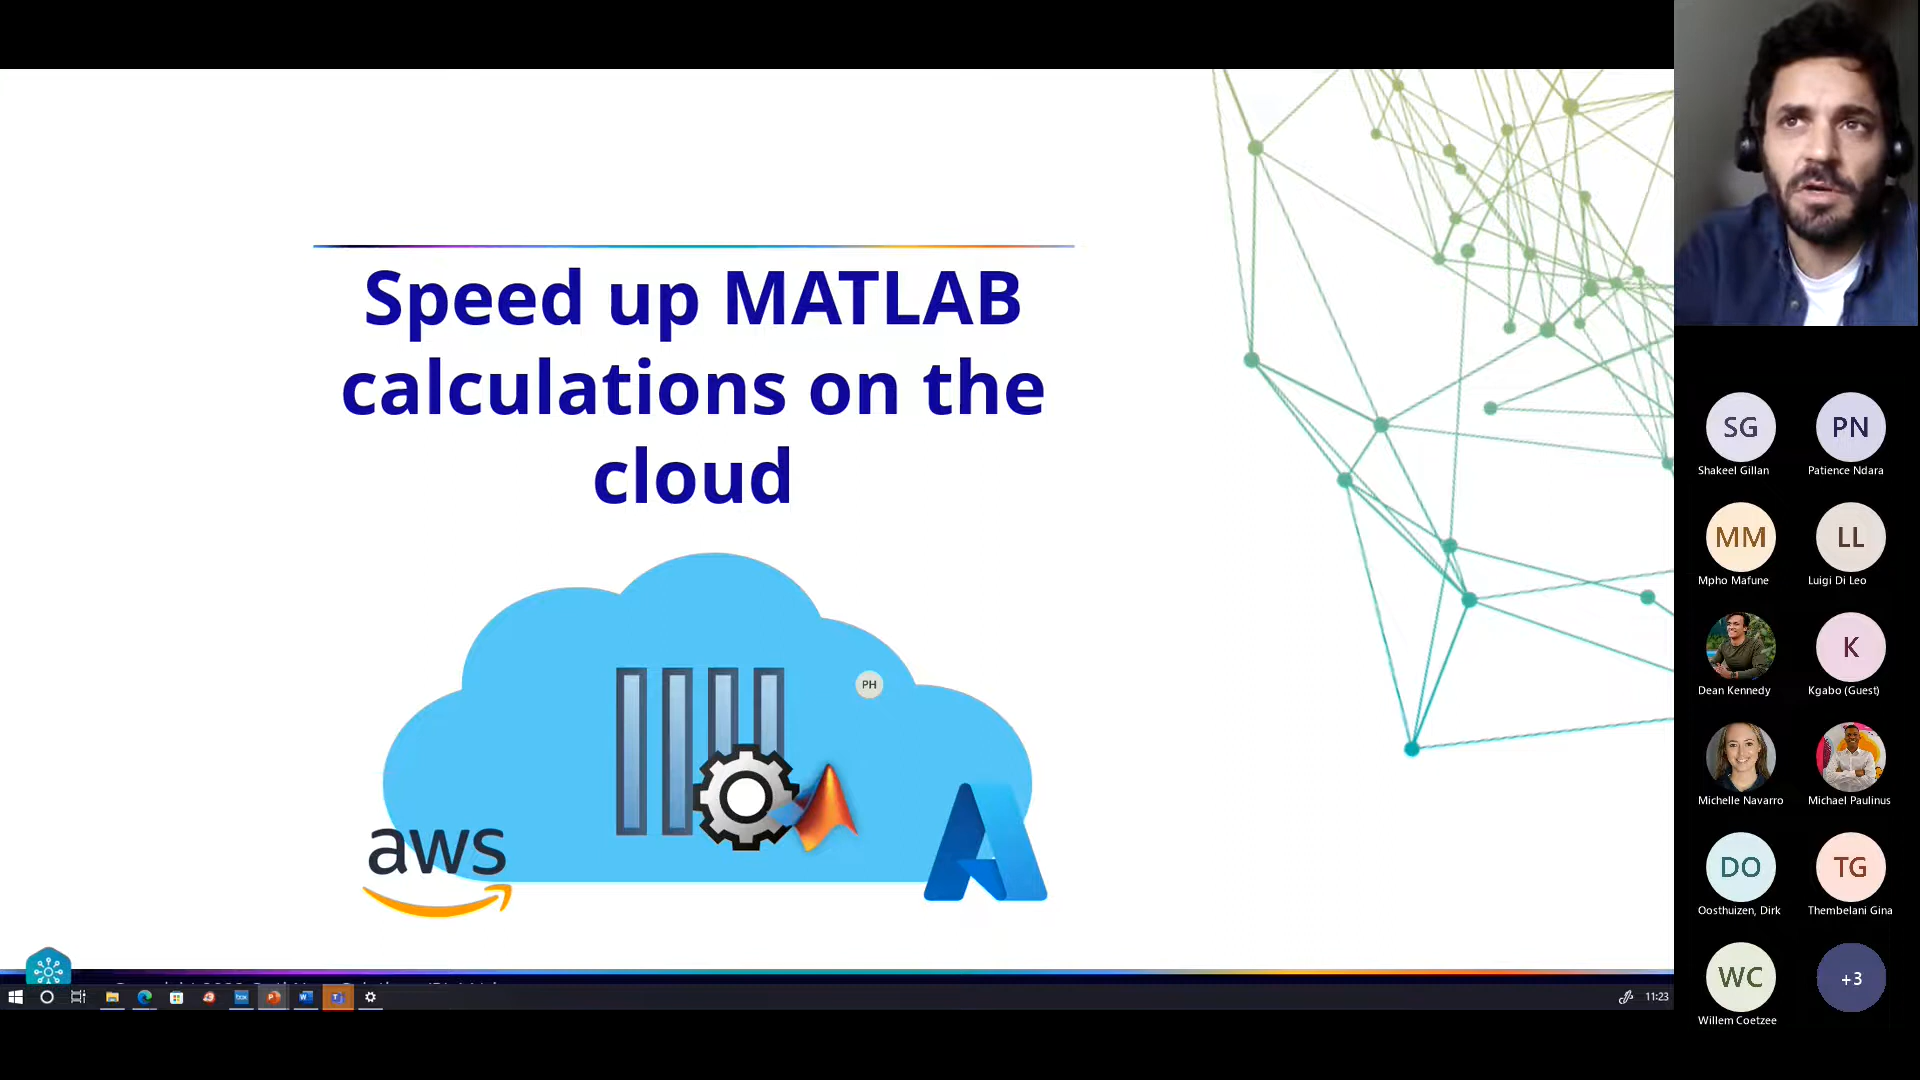 Speed up MATLAB
calculations on the
cloud
PH
aws
11:23
SG
PN
Shakeel Gillan
Patience Ndara
MM
LL
Mpho Mafune
Luigi Di Leo
K
Dean Kennedy
Kgabo (Guest)
Michelle Navarro
Michael Paulinus
DO
TG
Oosthuizen, Dirk
Thembelani Gina
WC
+3
Willem Coetzee